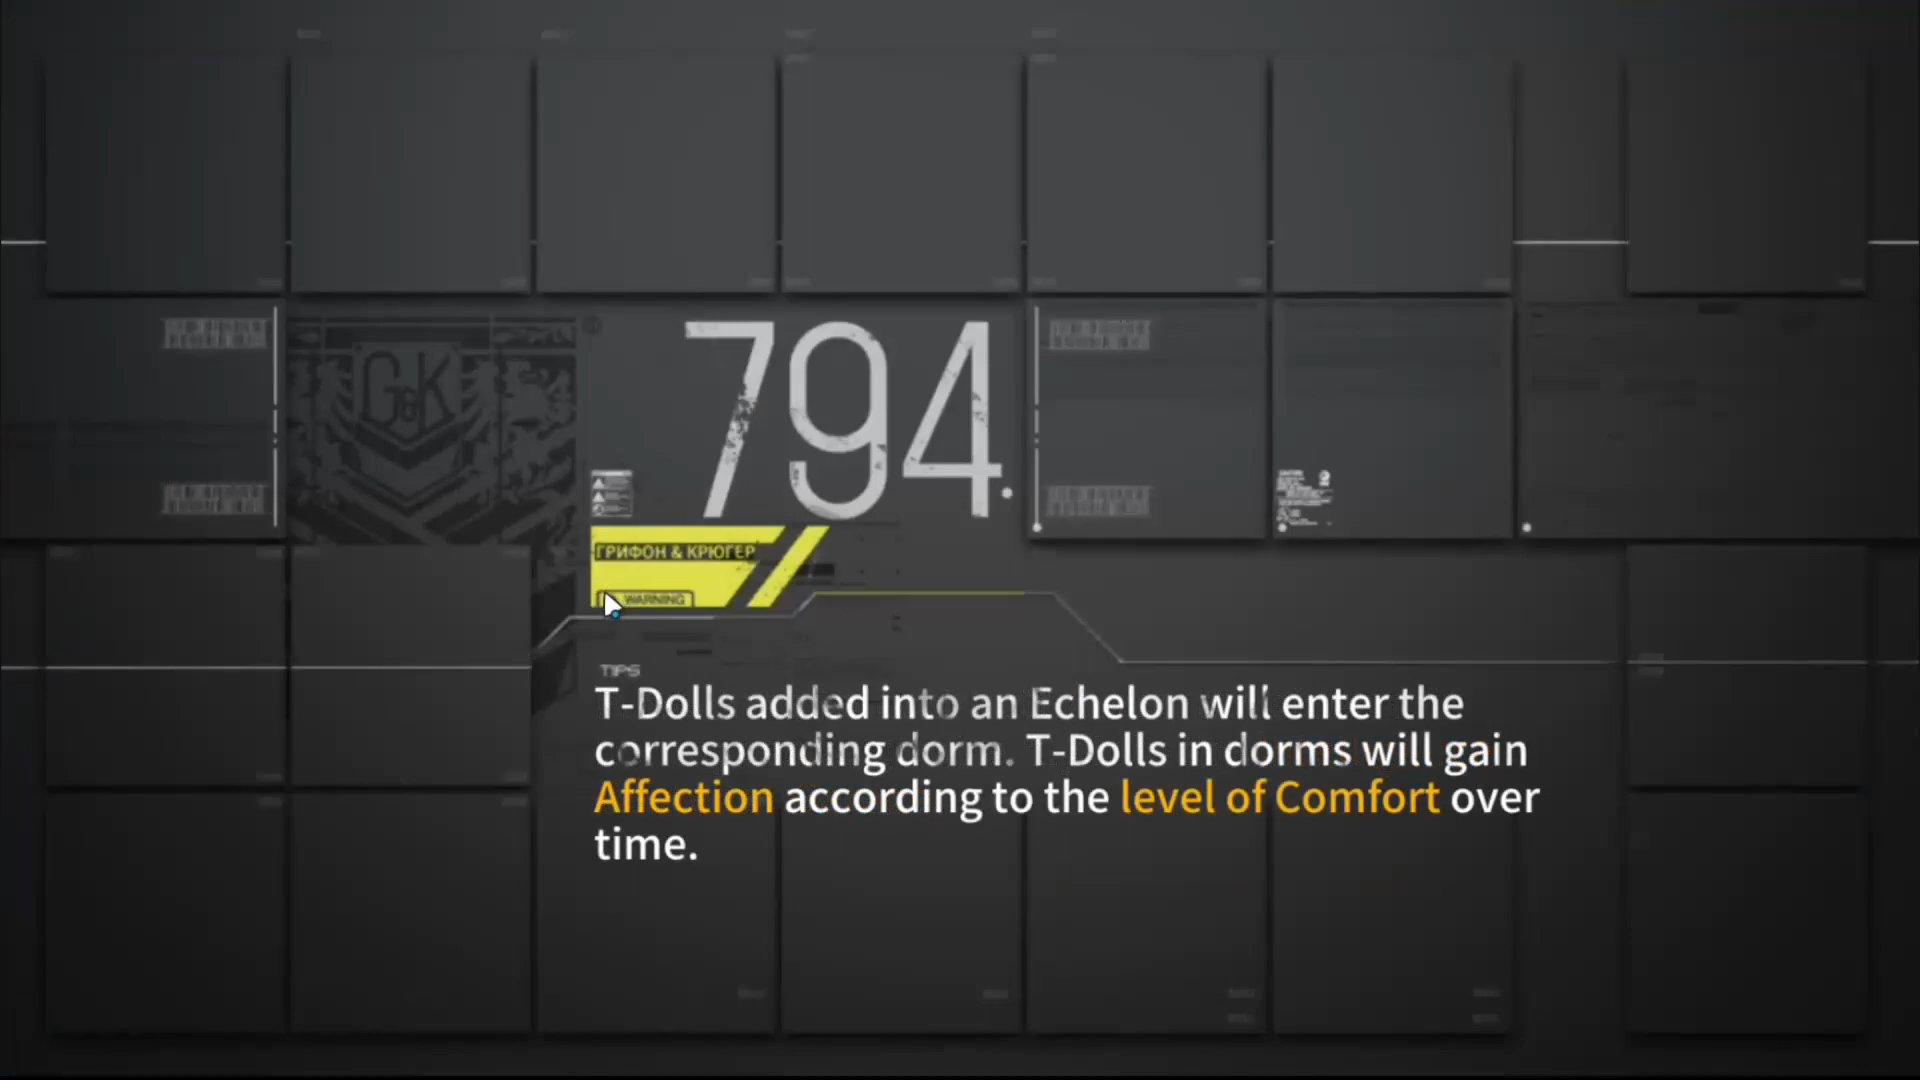 G&K
794.
ГРИФОН & КРЮГЕР
WARNING
TIPS
T-Dolls added into an Echelon will enter the
corresponding dorm. T-Dolls in dorms will gain
Affection according to the level of Comfort over
time.